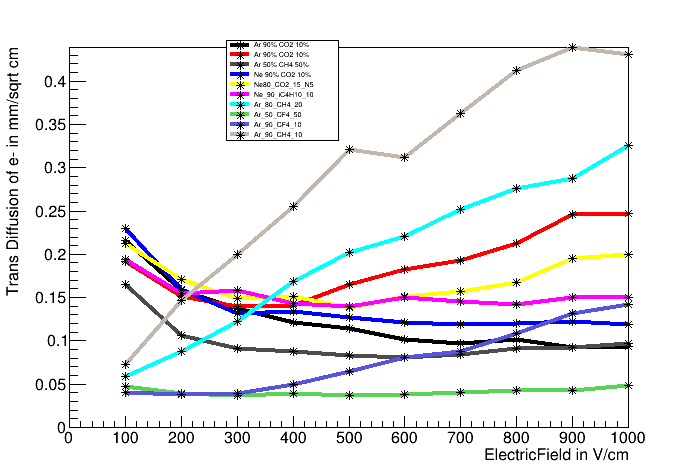 Ar 90% CO2 10%
Ar 90% CO2 10%
Ar 50% CH4 50%
Ne 90% CO2 10%
Ne80_CO2_15_N5
Ne_90_iC4H10_10
Ar_80_CH4_20
Ar_50_CF4_50
Ar_90_CF4_10
Ar_90_CH4_10
Trans Diffusion of e- in mm/sqrt cm
0.4
0.35
0.3
0.25
0.2
0.15
0.1
0.05
0
0 100 200 300 400 500 600 700 800 900 1000
ElectricField in V/cm